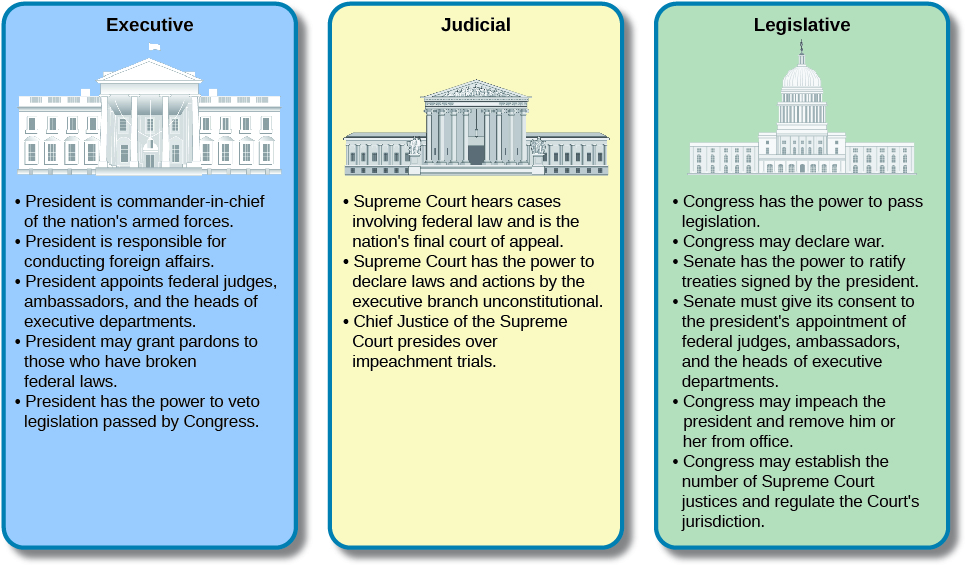 Executive
• President is commander-in-chief
of the nation's armed forces.
• President is responsible for
conducting foreign affairs.
• President appoints federal judges,
ambassadors, and the heads of
executive departments.
• President may grant pardons to
those who have broken
federal laws.
• President has the power to veto
legislation passed by Congress.
Judicial
• Supreme Court hears cases
involving federal law and is the
nation's final court of appeal.
• Supreme Court has the power to
declare laws and actions by the
executive branch unconstitutional.
• Chief Justice of the Supreme
Court presides over
impeachment trials.
Legislative
• Congress has the power to pass
legislation.
• Congress may declare war.
• Senate has the power to ratify
treaties signed by the president.
• Senate must give its consent to
the president's appointment of
federal judges, ambassadors,
and the heads of executive
departments.
• Congress may impeach the
president and remove him or
her from office.
• Congress may establish the
number of Supreme Court
justices and regulate the Court's
jurisdiction.